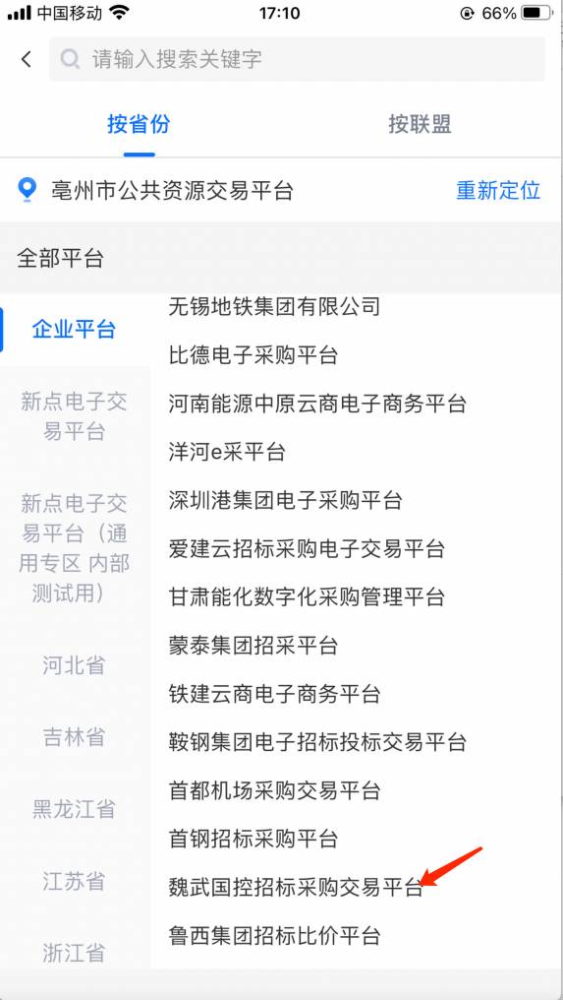 中国移动 17:10 66%
请输入搜索关键字
按省份 按联盟
亳州市公共资源交易平台 重新定位
全部平台
企业平台
新点电子交
易平台
新点电子交
易平台（通
用专区 内部
测试用）
河北省
吉林省
黑龙江省
江苏省
浙江省
无锡地铁集团有限公司
比德电子采购平台
河南能源中原云商电子商务平台
洋河e采平台
深圳港集团电子采购平台
爱建云招标采购电子交易平台
甘肃能化数字化采购管理平台
蒙泰集团招采平台
铁建云商电子商务平台
鞍钢集团电子招标投标交易平台
首都机场采购交易平台
首钢招标采购平台
魏武国控招标采购交易平台
鲁西集团招标比价平台